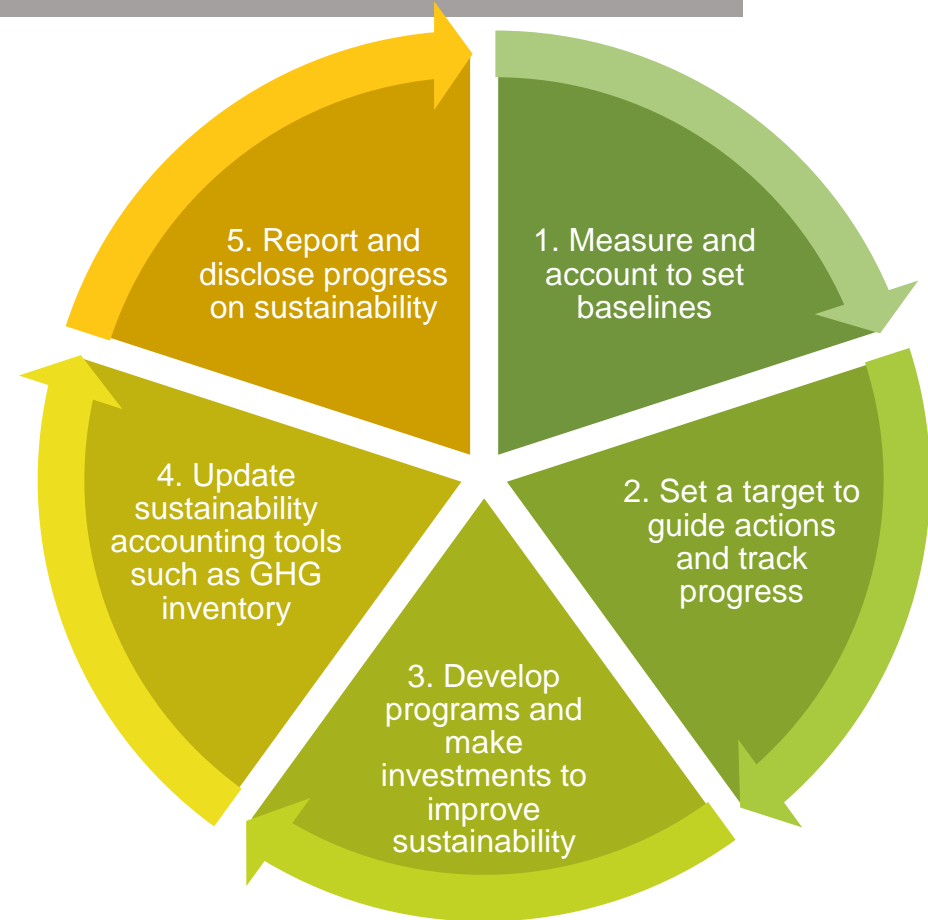 1. Measure and
account to set
baselines
2. Set a target to
guide actions
and track
progress
3. Develop
programs and
make
investments to
improve
sustainability
4. Update
sustainability
accounting tools
such as GHG
inventory
5. Report and
disclose progress
on sustainability